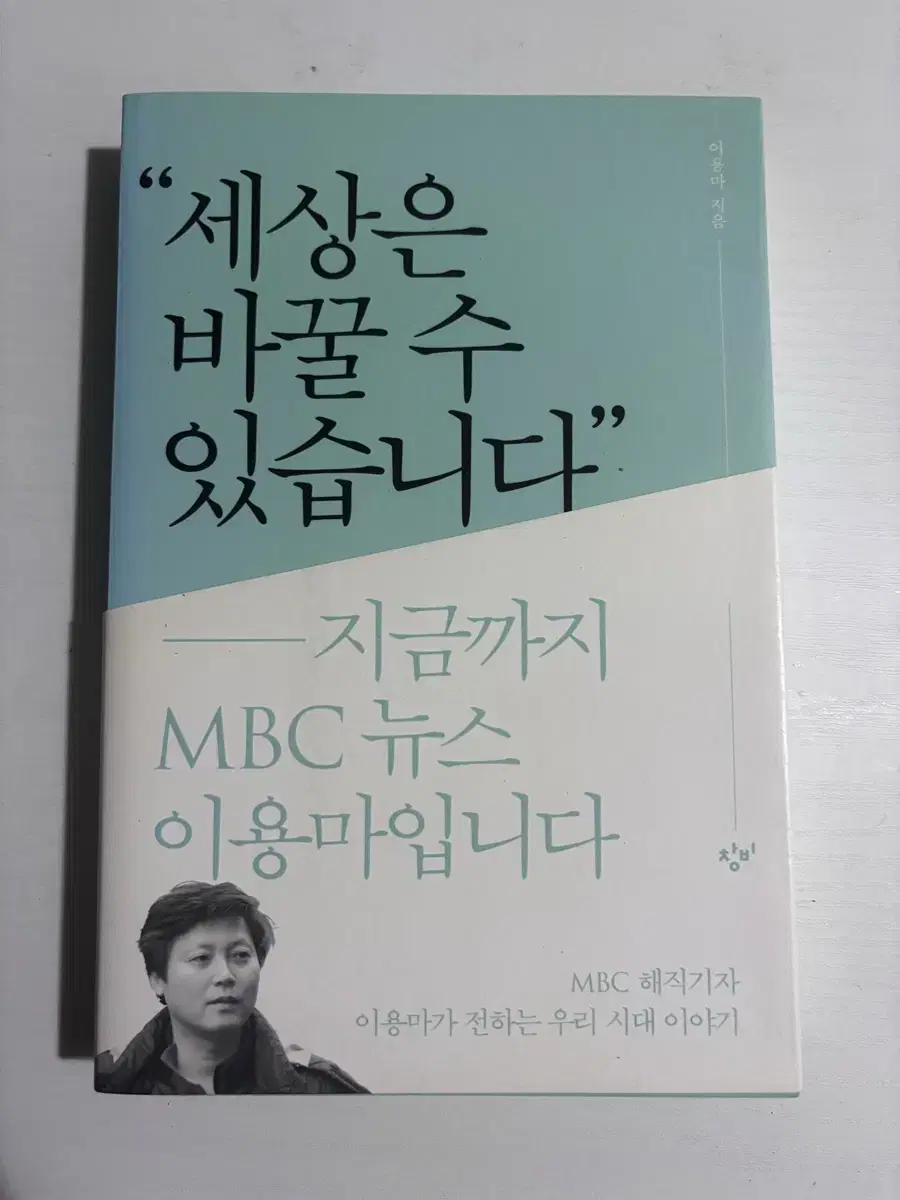 “세상은
바꿀 수
있습니다”
이용마 지음
지금까지
MBC 뉴스
이용마입니다
창비
MBC 해직기자
이용마가 전하는 우리 시대 이야기